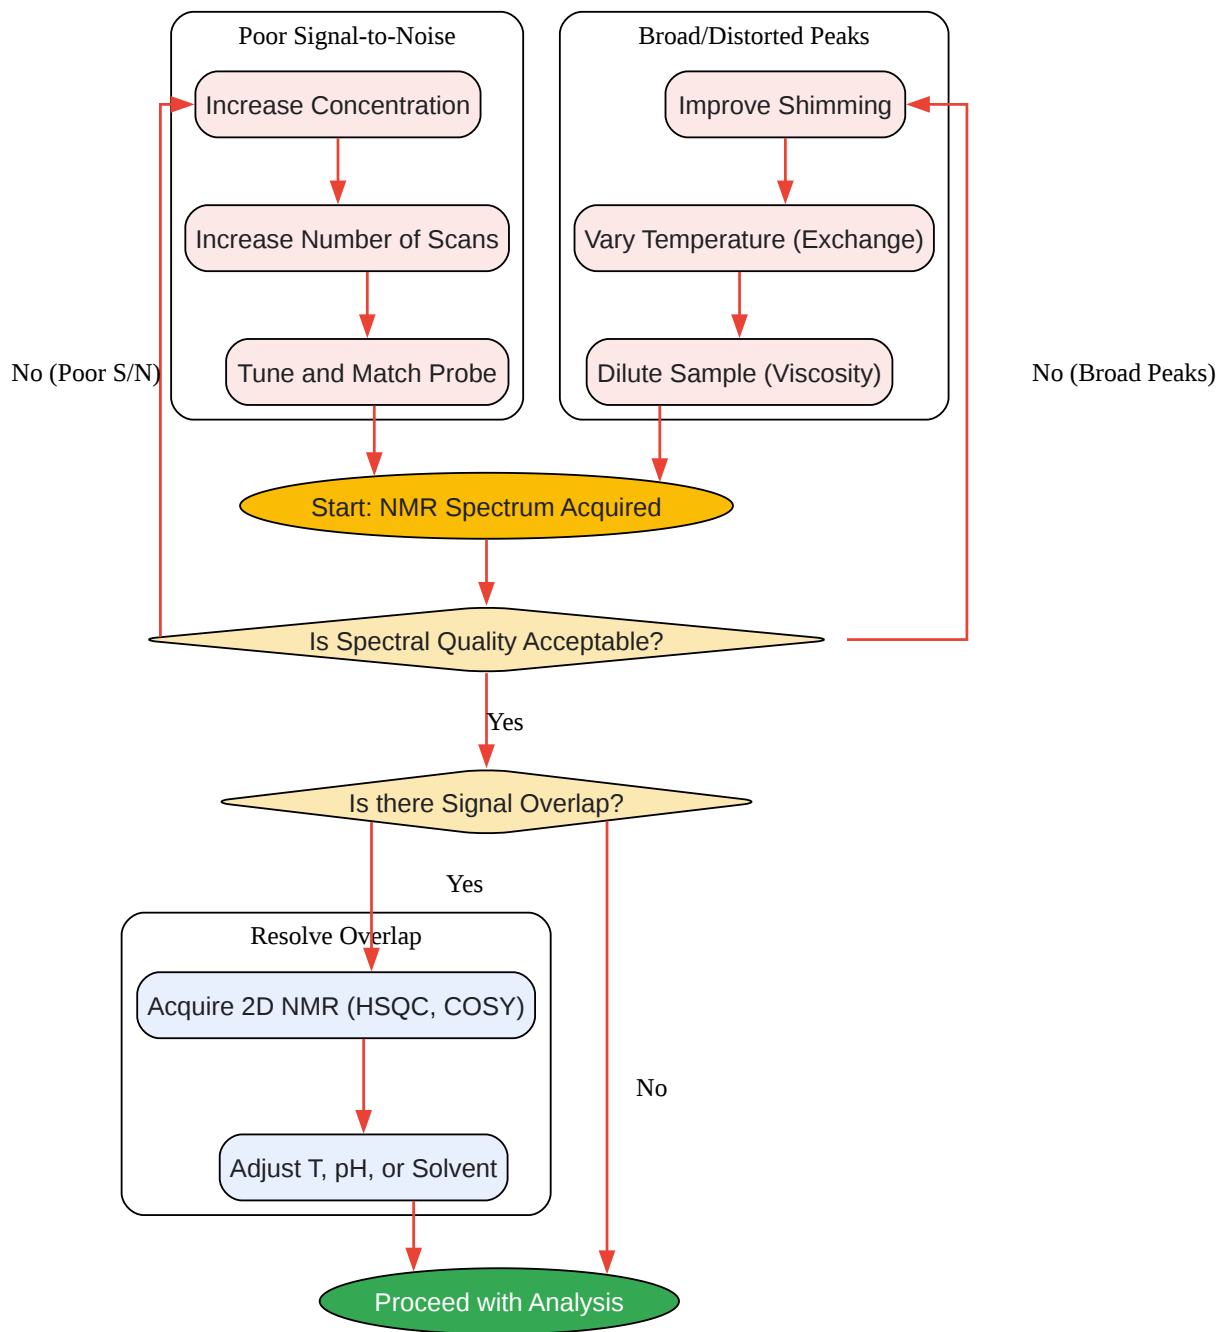 Poor Signal-to-Noise
Broad/Distorted Peaks
Increase Concentration
Improve Shimming
Increase Number of Scans
Vary Temperature (Exchange)
No (Poor S/N)
Tune and Match Probe
Dilute Sample (Viscosity)
No (Broad Peaks)
Start: NMR Spectrum Acquired
Is Spectral Quality Acceptable?
Yes
Is there Signal Overlap?
Yes
Resolve Overlap
Acquire 2D NMR (HSQC, COSY)
No
Adjust T, pH, or Solvent
Proceed with Analysis